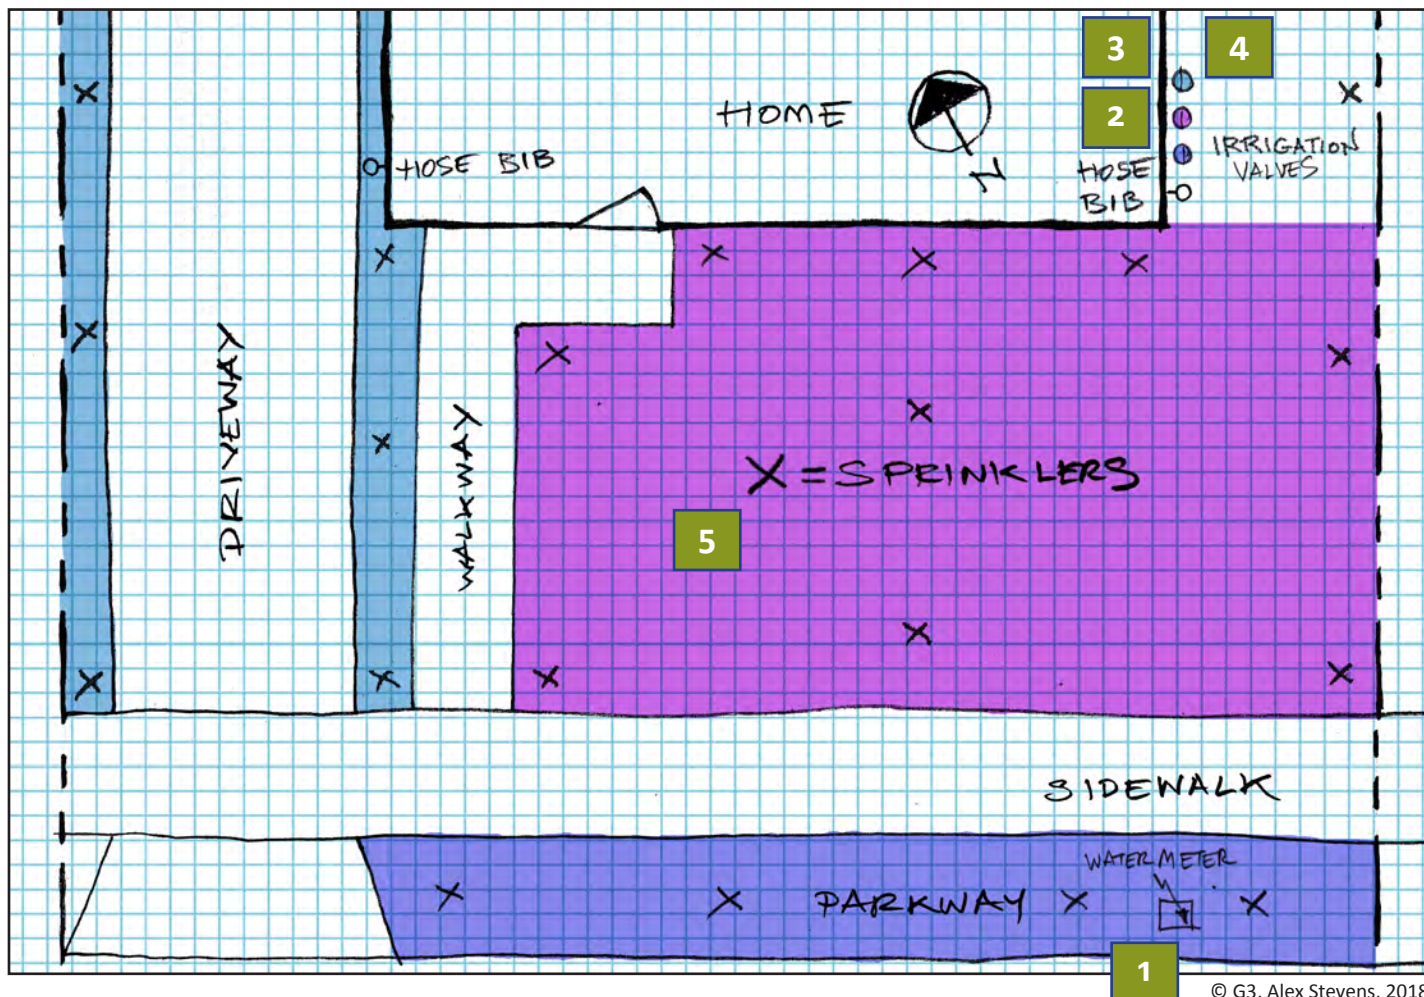 3
4
HOME
2
HOSE BIB
HOSE
BIB
IRRIGATION
VALVES
N
DRIVEWAY
WALKWAY
X = SPRINKLERS
5
SIDEWALK
WATER METER
PARKWAY
1
© G3, Alex Stevens, 2018